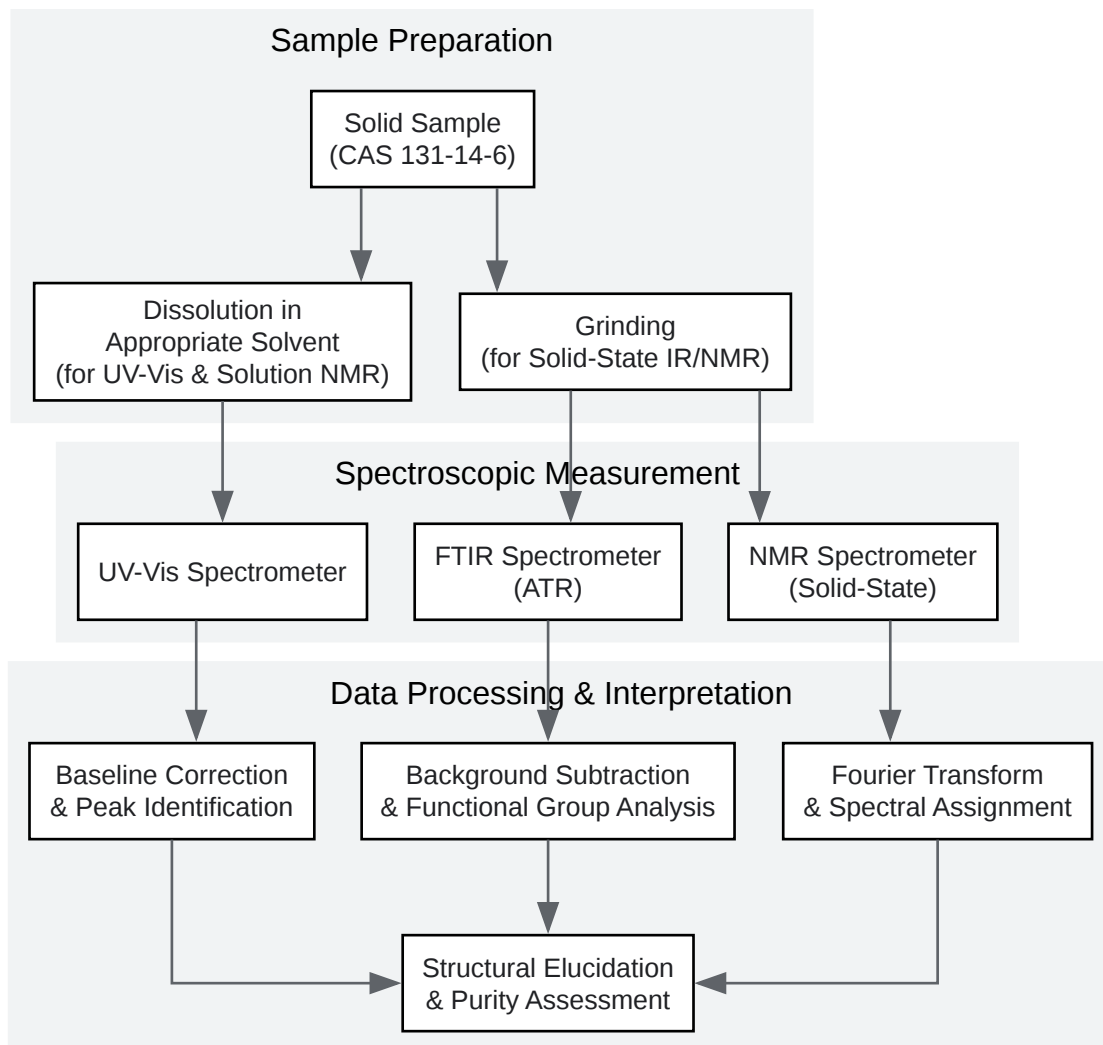 Sample Preparation
Solid Sample
(CAS 131-14-6)
Dissolution in
Appropriate Solvent
(for UV-Vis & Solution NMR)
Grinding
(for Solid-State IR/NMR)
Spectroscopic Measurement
UV-Vis Spectrometer
FTIR Spectrometer
(ATR)
NMR Spectrometer
(Solid-State)
Data Processing & Interpretation
Baseline Correction
& Peak Identification
Background Subtraction
& Functional Group Analysis
Fourier Transform
& Spectral Assignment
Structural Elucidation
& Purity Assessment